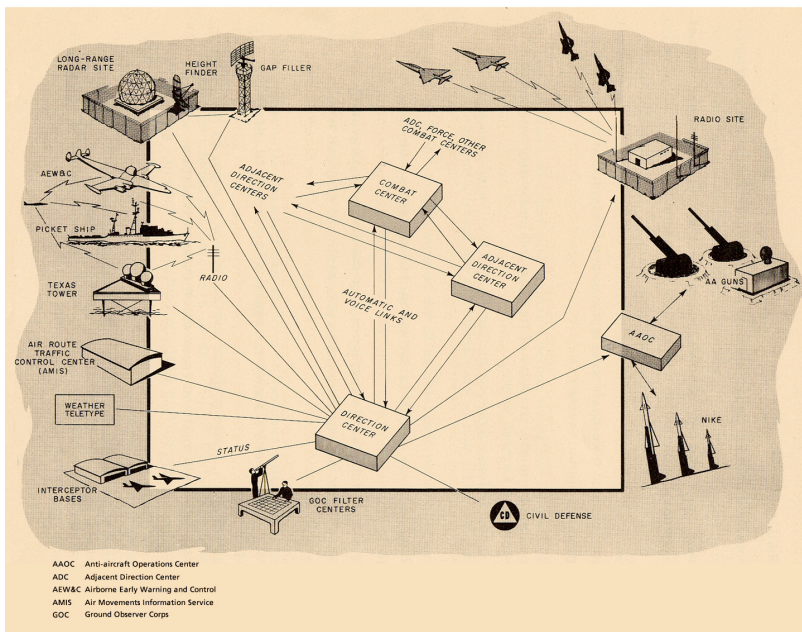 LONG-RANGE
RADAR SITE
HEIGHT
FINDER
GAP FILLER
RADIO SITE
ADC, FORCE, OTHER
COMBAT CENTERS
ADJACENT
DIRECTION
CENTERS
COMBAT
CENTER
AEW&C
PICKET SHIP
RADIO
TEXAS
TOWER
ADJACENT
DIRECTION
CENTER
AA GUNS
AUTOMATIC AND
VOICE LINKS
AAOC
AIR ROUTE
TRAFFIC
CONTROL CENTER
(AMIS)
WEATHER
TELETYPE
DIRECTION
CENTER
NIKE
STATUS
INTERCEPTOR
BASES
GOC FILTER
CENTERS
CD
CIVIL DEFENSE
AAOC Anti-aircraft Operations Center
ADC Adjacent Direction Center
AEW&C Airborne Early Warning and Control
AMIS Air Movements Information Service
GOC Ground Observer Corps